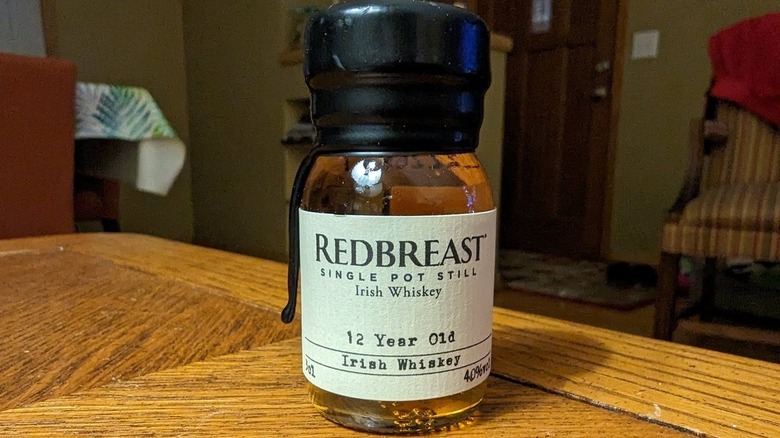 REDBREAST
SINGLE POT STILL
Irish Whiskey
12 Year Old
Irish Whiskey
40%